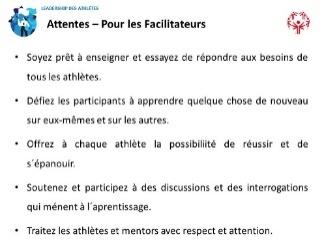 LEADERSHIP DES ATHLÈTES
Attentes – Pour les Facilitateurs
• Soyez prêt à enseigner et essayez de répondre aux besoins de
tous les athlètes.
• Défiez les participants à apprendre quelque chose de nouveau
sur eux-mêmes et sur les autres.
• Offrez à chaque athlète la possibiliité de réussir et de
s´épanouir.
• Soutenez et participez à des discussions et des interrogations
qui ménent à l´aprentissage.
• Traitez les athlètes et mentors avec respect et attention.